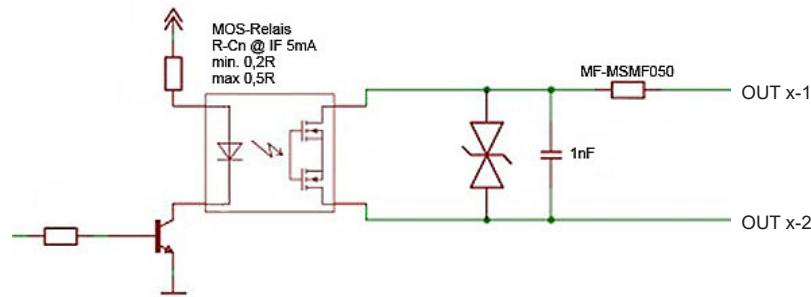 MOS-Relais
R-Cn @ IF 5mA
min. 0,2R
max 0,5R
MF-MSMF050
OUT x-1
1nF
OUT x-2